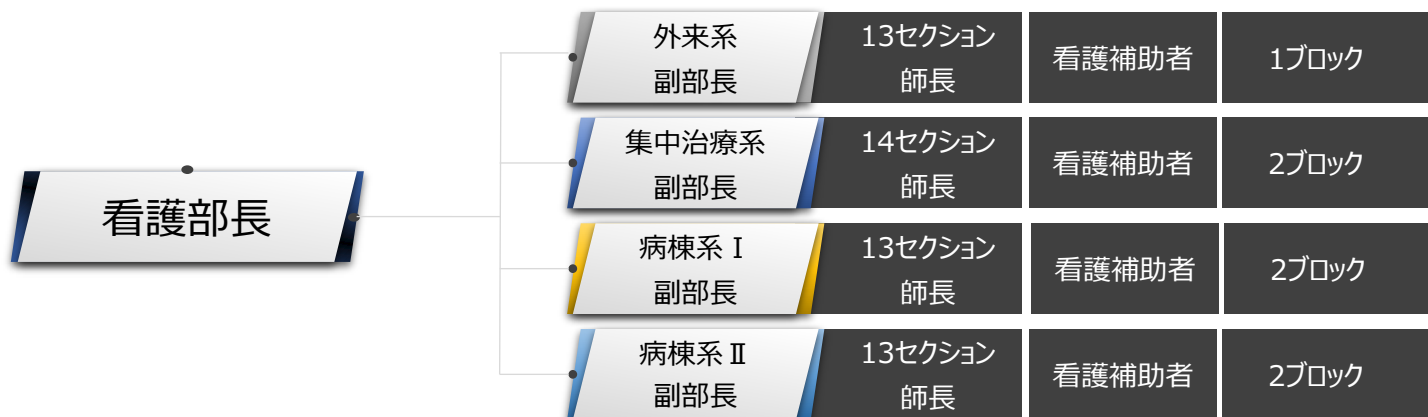 看護部長
外来系
副部長
13セクション
師長
看護補助者
1ブロック
集中治療系
副部長
14セクション
師長
看護補助者
2ブロック
病棟系Ⅰ
副部長
13セクション
師長
看護補助者
2ブロック
病棟系Ⅱ
副部長
13セクション
師長
看護補助者
2ブロック